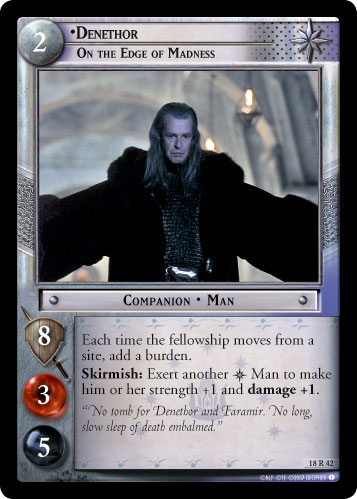 2
•Denethor
On the Edge of Madness
Companion • Man
8
Each time the fellowship moves from a
site, add a burden.
Skirmish: Exert another Man to make
him or her strength +1 and damage +1.
3
"'No tomb for Denethor and Faramir. No long,
slow sleep of death embalmed.'"
5
18 R 42